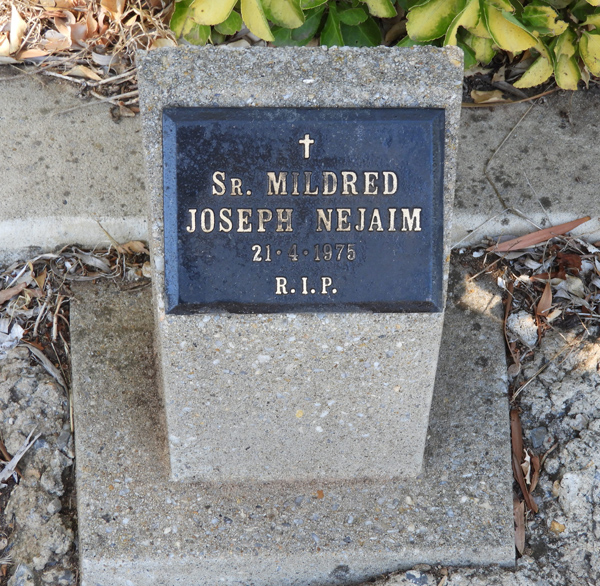 Sr. MILDRED
JOSEPH NEJAIM
21·4·1975
R.I.P.